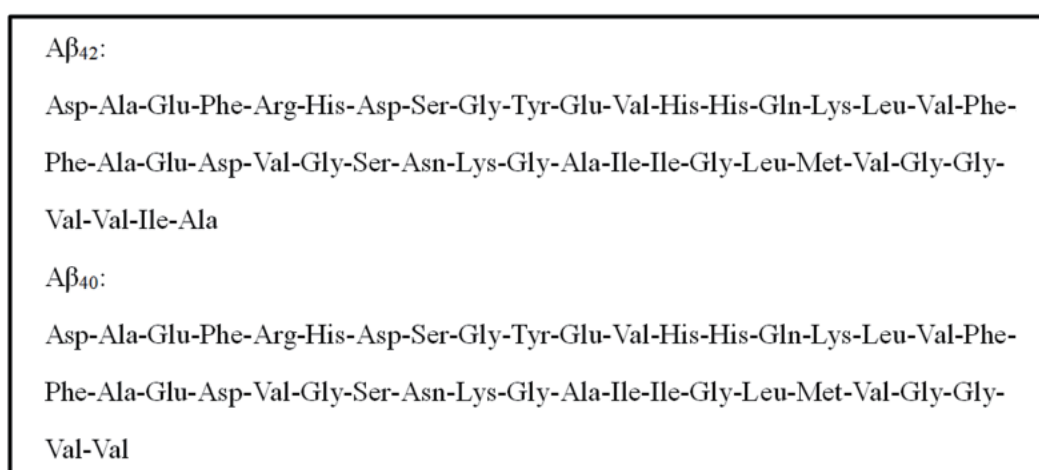 Aβ₄₂:
Asp-Ala-Glu-Phe-Arg-His-Asp-Ser-Gly-Tyr-Glu-Val-His-His-Gln-Lys-Leu-Val-Phe-
Phe-Ala-Glu-Asp-Val-Gly-Ser-Asn-Lys-Gly-Ala-Ile-Ile-Gly-Leu-Met-Val-Gly-Gly-
Val-Val-Ile-Ala
Aβ₄₀:
Asp-Ala-Glu-Phe-Arg-His-Asp-Ser-Gly-Tyr-Glu-Val-His-His-Gln-Lys-Leu-Val-Phe-
Phe-Ala-Glu-Asp-Val-Gly-Ser-Asn-Lys-Gly-Ala-Ile-Ile-Gly-Leu-Met-Val-Gly-Gly-
Val-Val